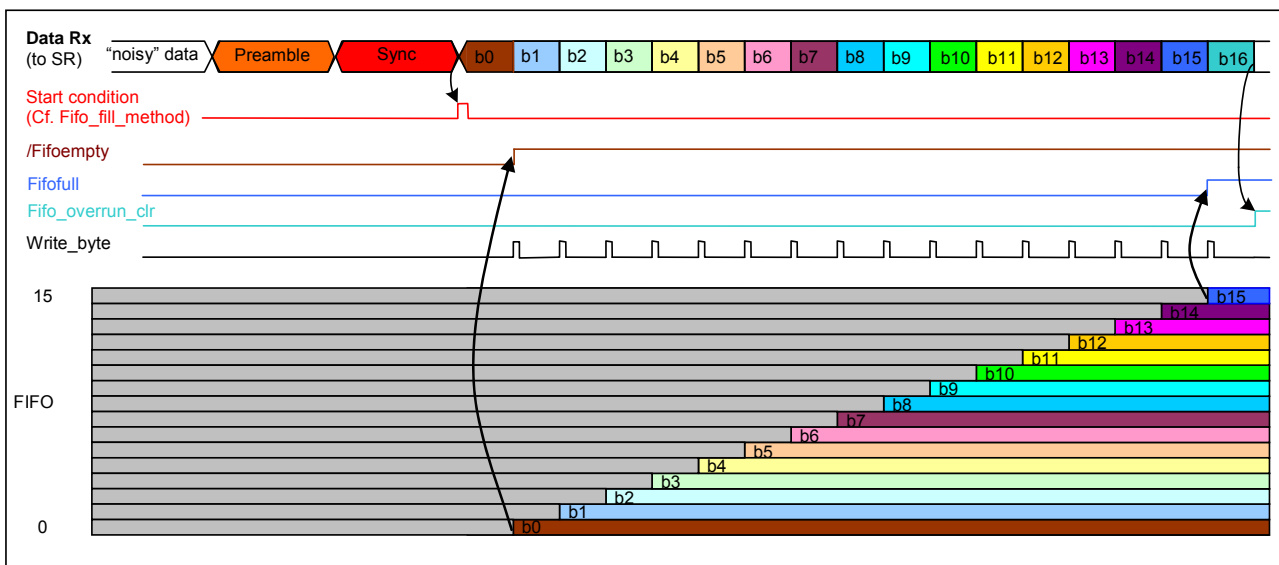 Data Rx
(to SR)
"noisy" data Preamble Sync b0 b1 b2 b3 b4 b5 b6 b7 b8 b9 b10 b11 b12 b13 b14 b15 b16
Start condition
(Cf. Fifo_fill_method)
/Fifoempty
Fifofull
Fifo_overrun_clr
Write_byte
15 b15
b14
b13
b12
b11
b10
b9
FIFO b8
b7
b6
b5
b4
b3
b2
b1
0 b0